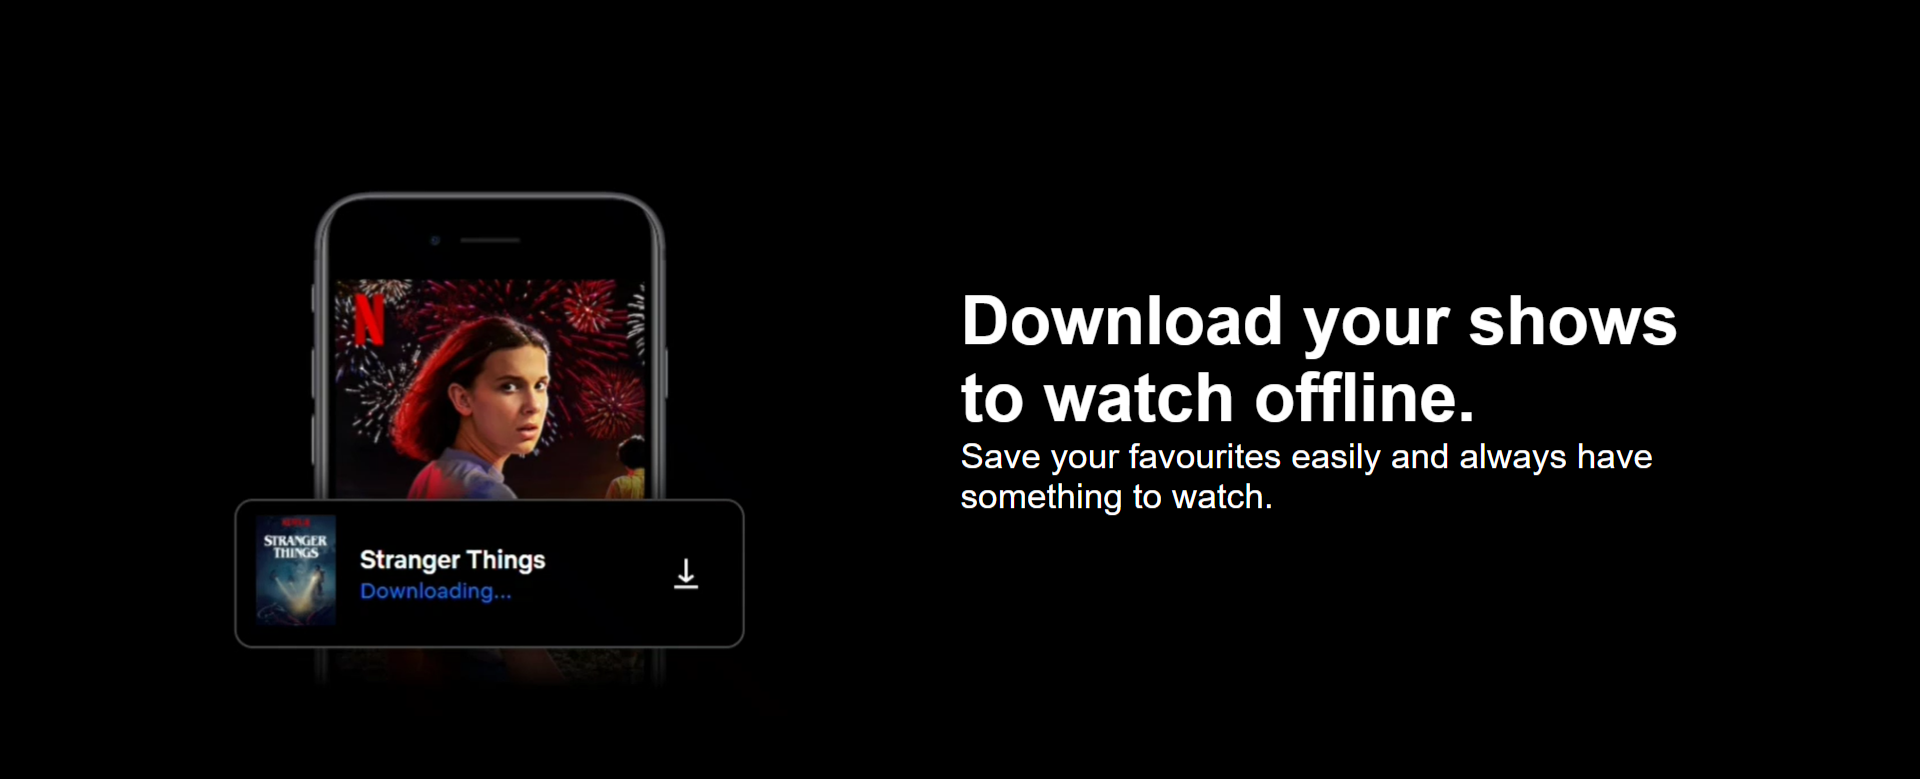 N
Download your shows
to watch offline.
Save your favourites easily and always have
something to watch.
NETFLIX
STRANGER
THINGS
Stranger Things
Downloading...